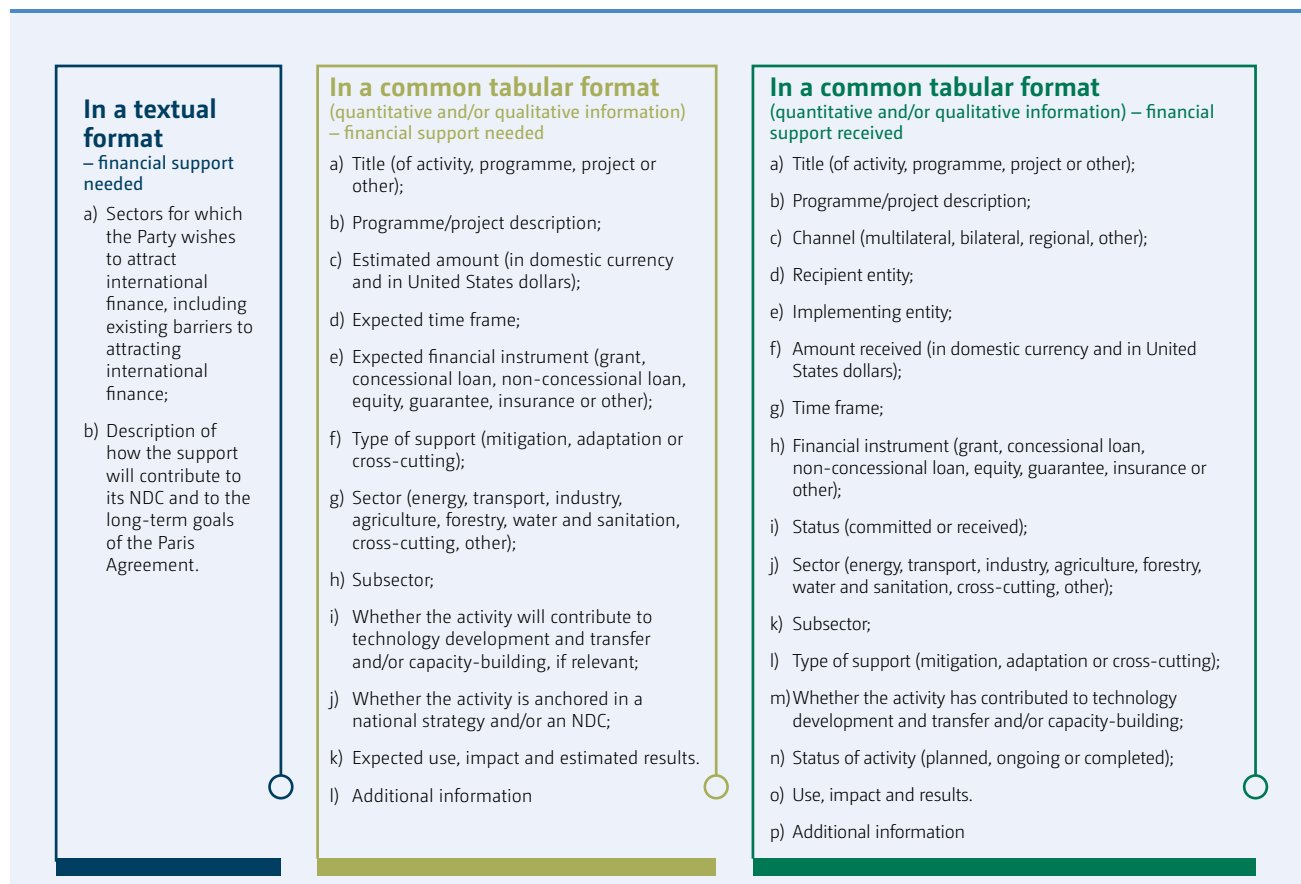 In a textual
format
– financial support
needed
a) Sectors for which
the Party wishes
to attract
international
finance, including
existing barriers to
attracting
international
finance;
b) Description of
how the support
will contribute to
its NDC and to the
long-term goals
of the Paris
Agreement.
In a common tabular format
(quantitative and/or qualitative information)
– financial support needed
a) Title (of activity, programme, project or
other);
b) Programme/project description;
c) Estimated amount (in domestic currency
and in United States dollars);
d) Expected time frame;
e) Expected financial instrument (grant,
concessional loan, non-concessional loan,
equity, guarantee, insurance or other);
f) Type of support (mitigation, adaptation or
cross-cutting);
g) Sector (energy, transport, industry,
agriculture, forestry, water and sanitation,
cross-cutting, other);
h) Subsector;
i) Whether the activity will contribute to
technology development and transfer
and/or capacity-building, if relevant;
j) Whether the activity is anchored in a
national strategy and/or an NDC;
k) Expected use, impact and estimated results.
l) Additional information
In a common tabular format
(quantitative and/or qualitative information) – financial
support received
a) Title (of activity, programme, project or other);
b) Programme/project description;
c) Channel (multilateral, bilateral, regional, other);
d) Recipient entity;
e) Implementing entity;
f) Amount received (in domestic currency and in United
States dollars);
g) Time frame;
h) Financial instrument (grant, concessional loan,
non-concessional loan, equity, guarantee, insurance or
other);
i) Status (committed or received);
j) Sector (energy, transport, industry, agriculture, forestry,
water and sanitation, cross-cutting, other);
k) Subsector;
l) Type of support (mitigation, adaptation or cross-cutting);
m) Whether the activity has contributed to technology
development and transfer and/or capacity-building;
n) Status of activity (planned, ongoing or completed);
o) Use, impact and results.
p) Additional information